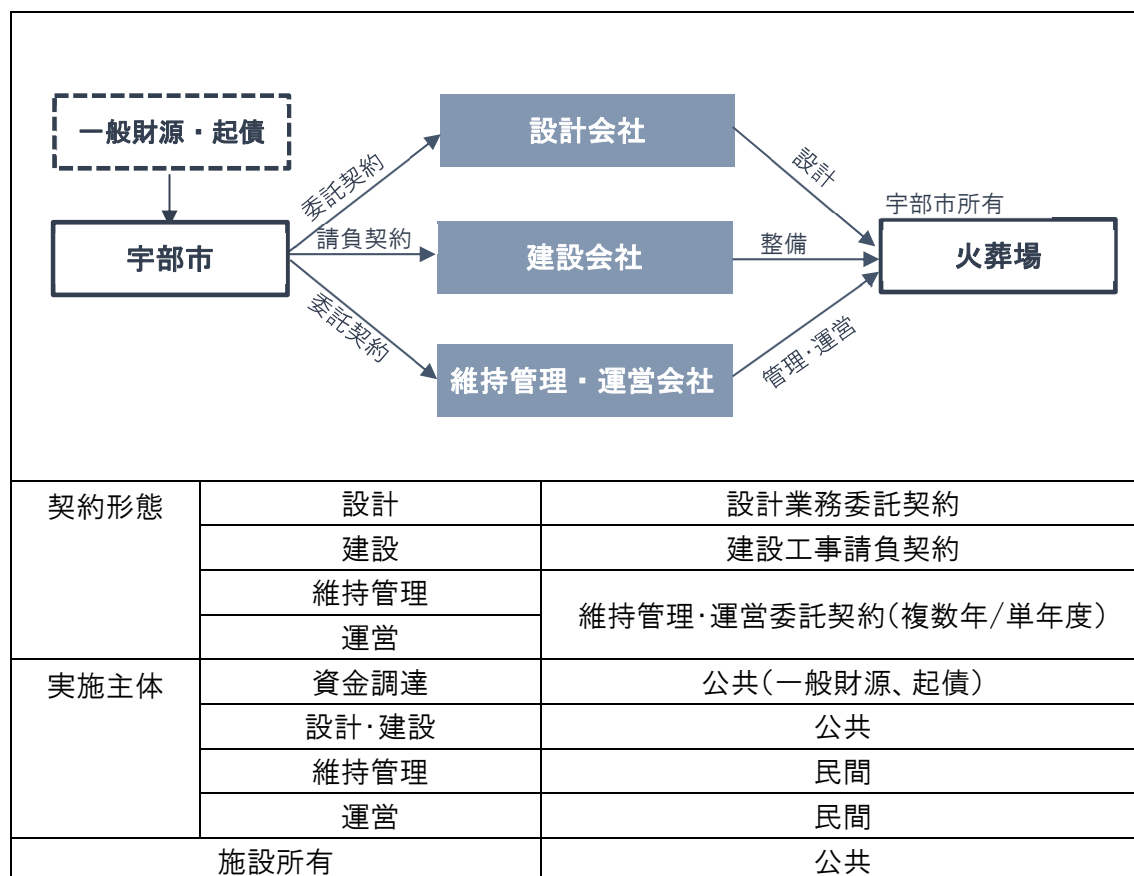 一般財源・起債
宇部市
委託契約
請負契約
委託契約
設計会社
建設会社
維持管理・運営会社
設計
整備
管理・運営
宇部市所有
火葬場
契約形態 設計 設計業務委託契約
建設 建設工事請負契約
維持管理 維持管理・運営委託契約(複数年/単年度)
運営
実施主体 資金調達 公共(一般財源、起債)
設計・建設 公共
維持管理 民間
運営 民間
施設所有 公共